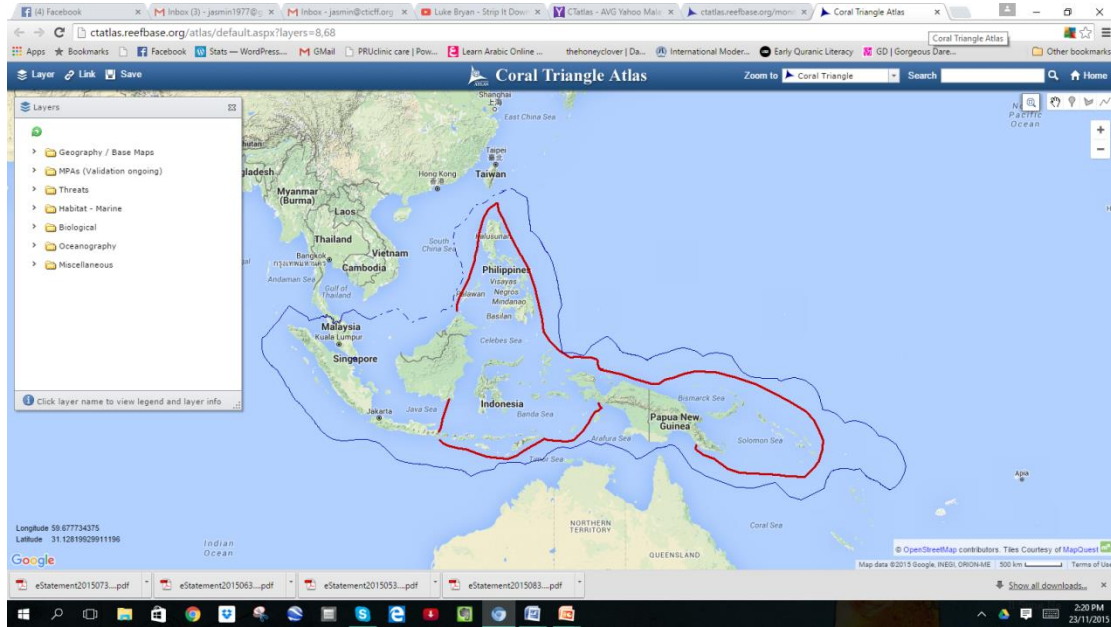 (4) Facebook
M Inbox (3) - jasmin1977@g
M Inbox - jasmin@cticff.org
Luke Bryan - Strip It Down
Y CTatlas - AVG Yahoo Mala
ctatlas.reefbase.org/moni
Coral Triangle Atlas
ctatlas.reefbase.org/atlas/default.aspx?layers=8,68
Coral Triangle Atlas
Apps
Bookmarks
Facebook
Stats — WordPress...
M GMail
PRUclinic care | Pow...
Learn Arabic Online ...
thehoneyclover | Da...
International Moder...
Early Quranic Literacy
GD | Gorgeous Dare...
Other bookmarks
Layer
Link
Save
Coral Triangle Atlas
Zoom to
Coral Triangle
Search
Home
Layers
Geography / Base Maps
MPAs (Validation ongoing)
Threats
Habitat - Marine
Biological
Oceanography
Miscellaneous
Click layer name to view legend and layer info
Shanghai
上海
East China Sea
Pacific
Ocean
Taipei
臺北
Taiwan
Hong Kong
香港
gladesh
Myanmar
(Burma)
Laos
Thailand
Bangkok
Vietnam
Cambodia
South
China Sea
Andaman Sea
Gulf of
Thailand
Philippines
Visayas
Negros
Mindanao
Basilan
Malaysia
Kuala Lumpur
Singapore
Celebes Sea
Jakarta
Java Sea
Indonesia
Banda Sea
Bismarck Sea
Papua New
Guinea
Solomon Sea
Arafura Sea
Timor Sea
Apia
Coral Sea
NORTHERN
TERRITORY
QUEENSLAND
Indian
Ocean
Longitude 59.677734375
Latitude 31.12819929911196
Google
© OpenStreetMap contributors. Tiles Courtesy of MapQuest
Map data ©2015 Google, INEGI, ORION-ME
500 km
Terms of Use
eStatement2015073....pdf
eStatement2015063....pdf
eStatement2015053....pdf
eStatement2015083....pdf
Show all downloads...
2:20 PM
23/11/2015